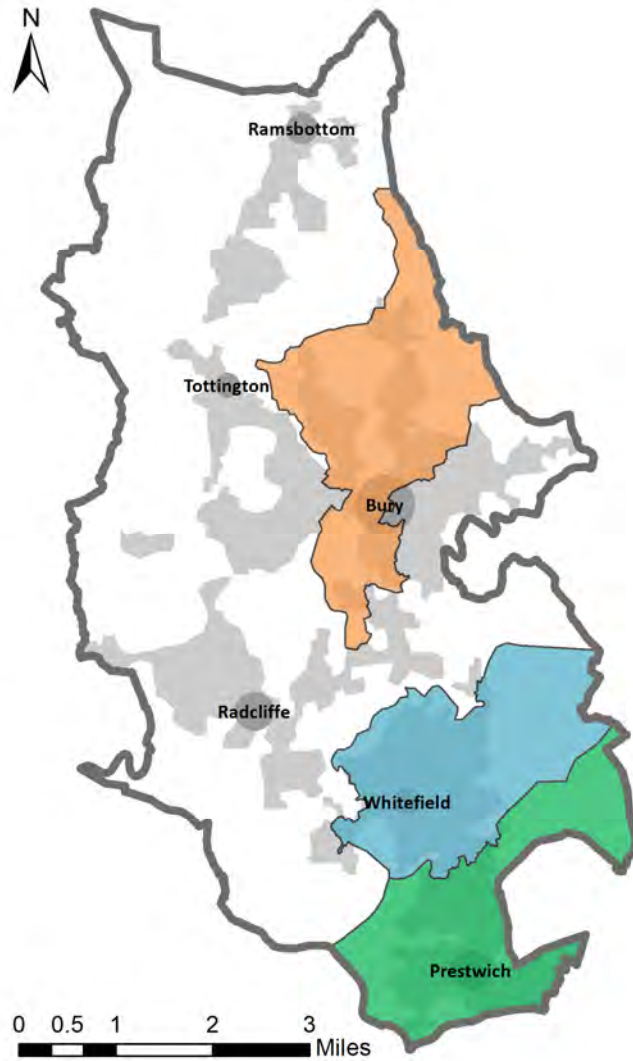 N
Ramsbottom
Tottington
Bury
Radcliffe
Whitefield
Prestwich
0 0.5 1 2 3
Miles